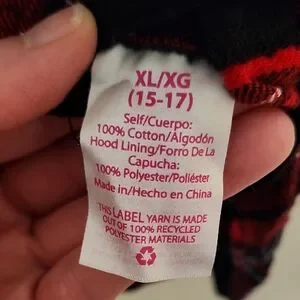 XL/XG
(15-17)
Self/Cuerpo:
100% Cotton/Algodón
Hood Lining/Forro De La
Capucha:
100% Polyester/Poliéster
Made in/Hecho en China
THIS LABEL YARN IS MADE
OUT OF 100% RECYCLED
POLYESTER MATERIALS